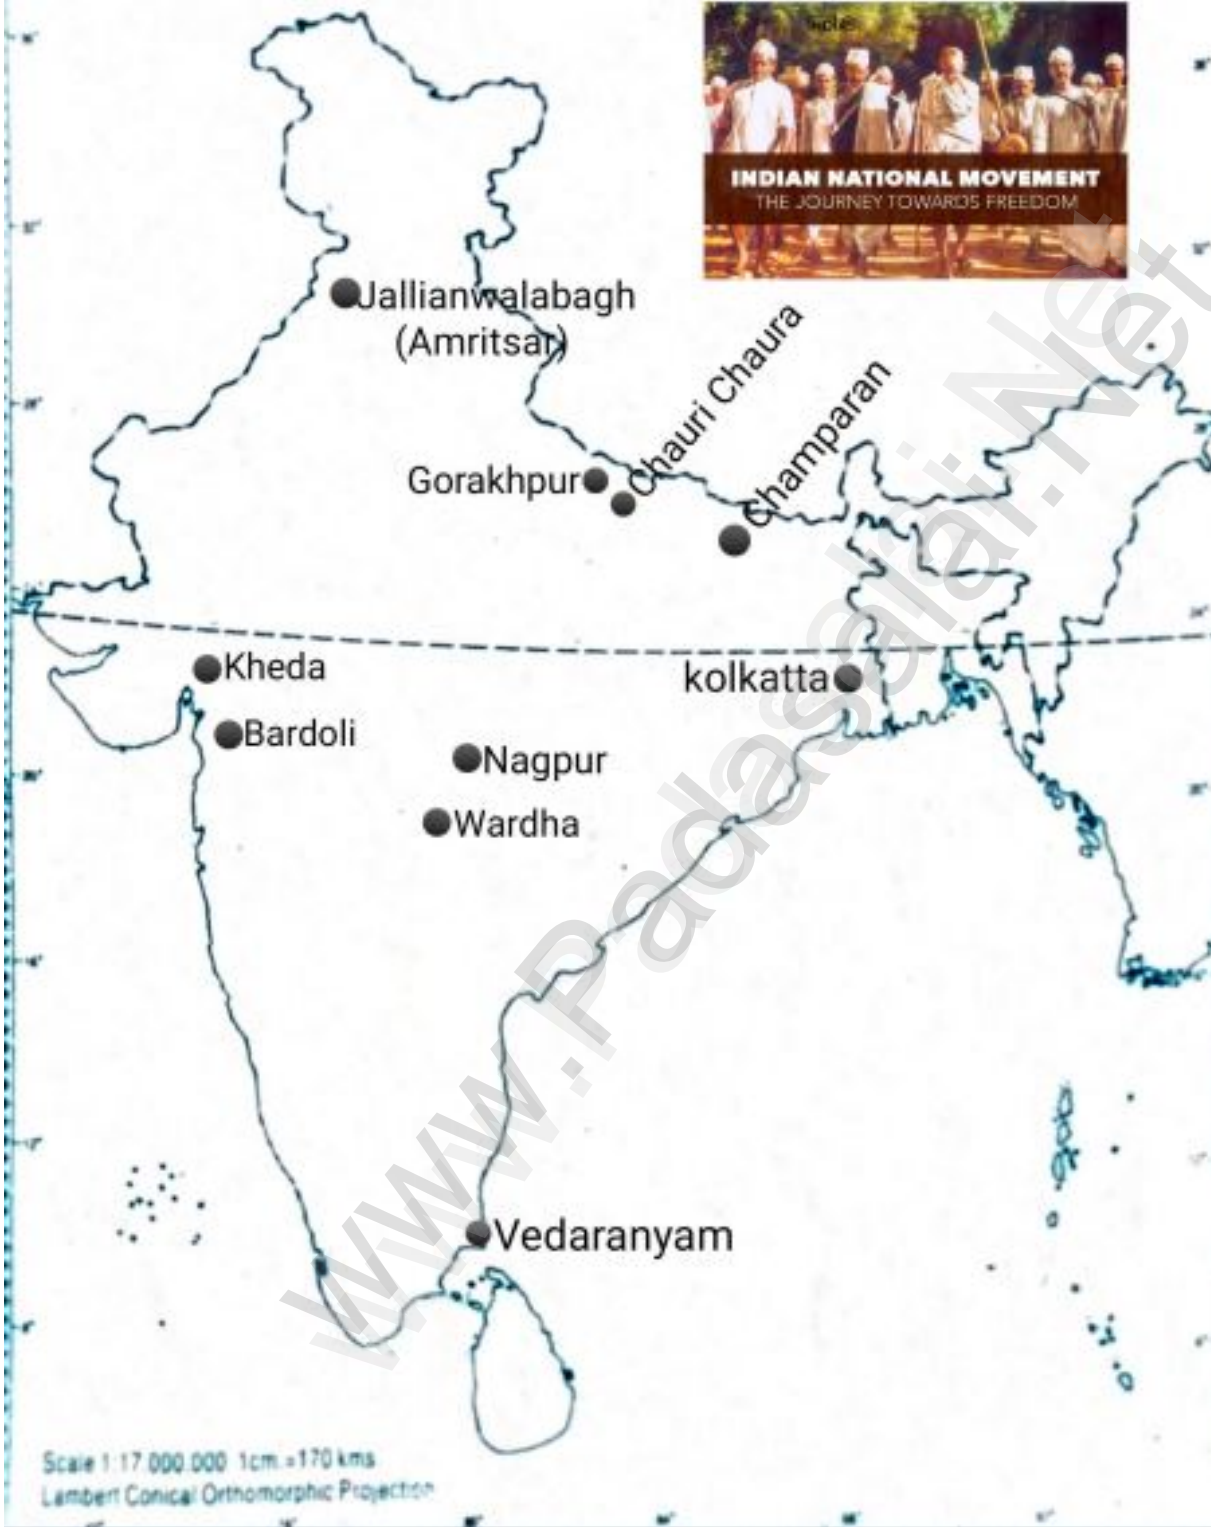 INDIAN NATIONAL MOVEMENT
THE JOURNEY TOWARDS FREEDOM
Jallianwalabagh
(Amritsar)
Chauri Chaura
Champaran
Gorakhpur
Kheda
kolkatta
Bardoli
Nagpur
Wardha
Vedaranyam
www.Padasalai.Net
Scale 1:17.000.000 1cm.=170 kms
Lambert Conical Orthomorphic Projection